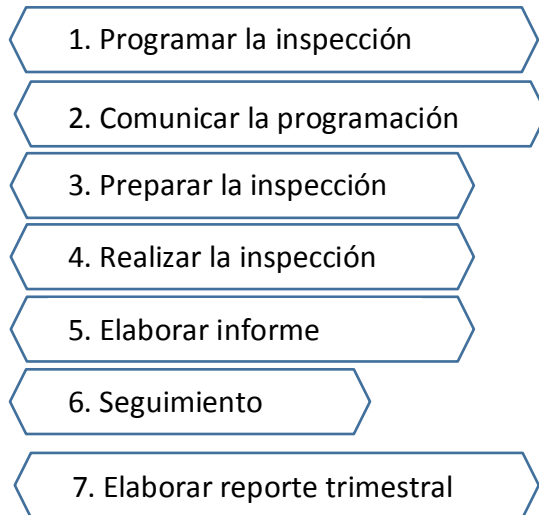 1. Programar la inspección
2. Comunicar la programación
3. Preparar la inspección
4. Realizar la inspección
5. Elaborar informe
6. Seguimiento
7. Elaborar reporte trimestral